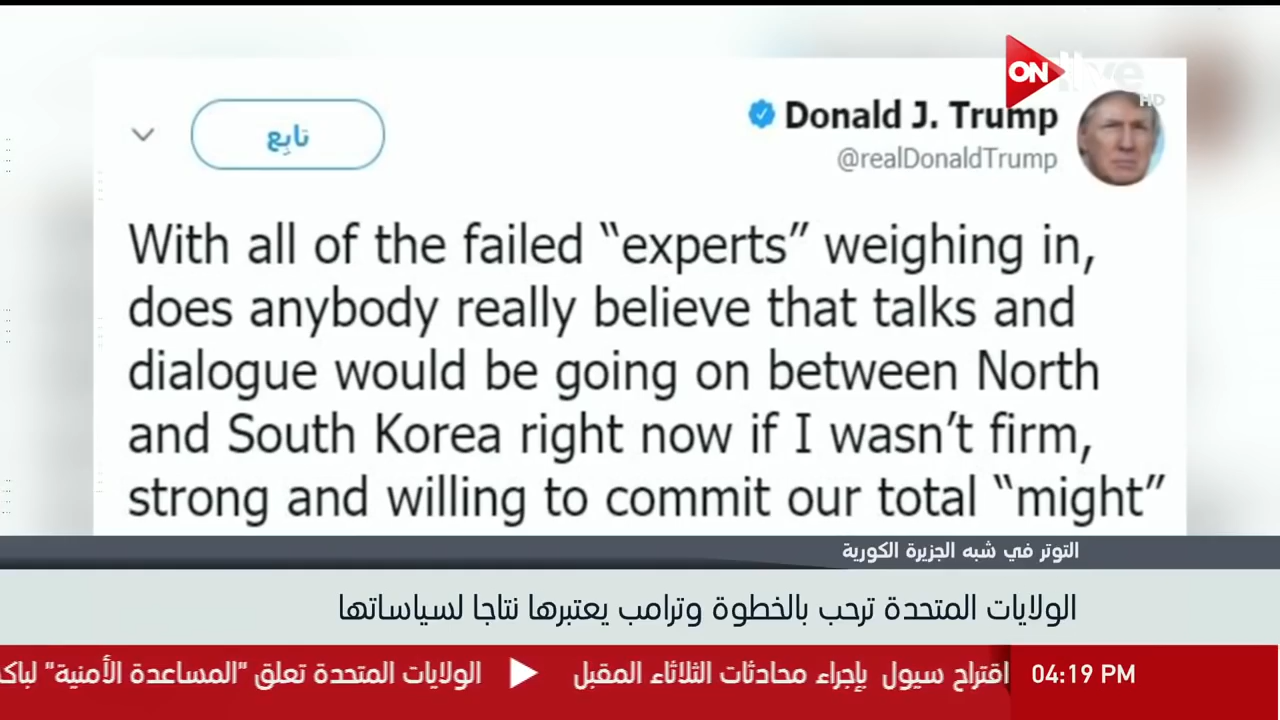 ON live
HD
تابِع
Donald J. Trump
@realDonaldTrump
With all of the failed “experts” weighing in,
does anybody really believe that talks and
dialogue would be going on between North
and South Korea right now if I wasn’t firm,
strong and willing to commit our total “might”
التوتر في شبه الجزيرة الكورية
الولايات المتحدة ترحب بالخطوة وترامب يعتبرها نتاجا لسياساتها
اقتراح سيول بإجراء محادثات الثلاثاء المقبل ◀ الولايات المتحدة تعلق "المساعدة الأمنية"
04:19 PM